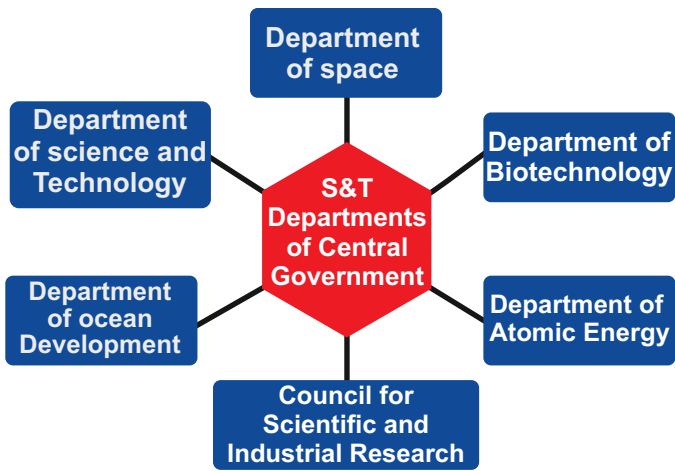 Department
of space
Department
of science and
Technology
Department of
Biotechnology
S&T
Departments
of Central
Government
Department
of ocean
Development
Department of
Atomic Energy
Council for
Scientific and
Industrial Research